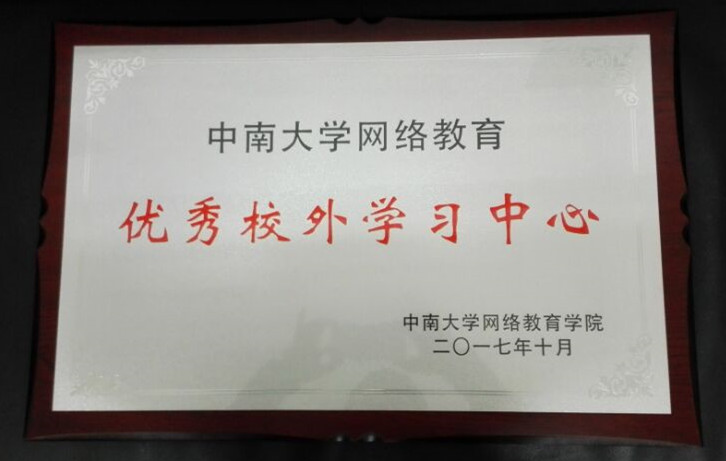 中南大学网络教育
优秀校外学习中心
中南大学网络教育学院
二〇一七年十月